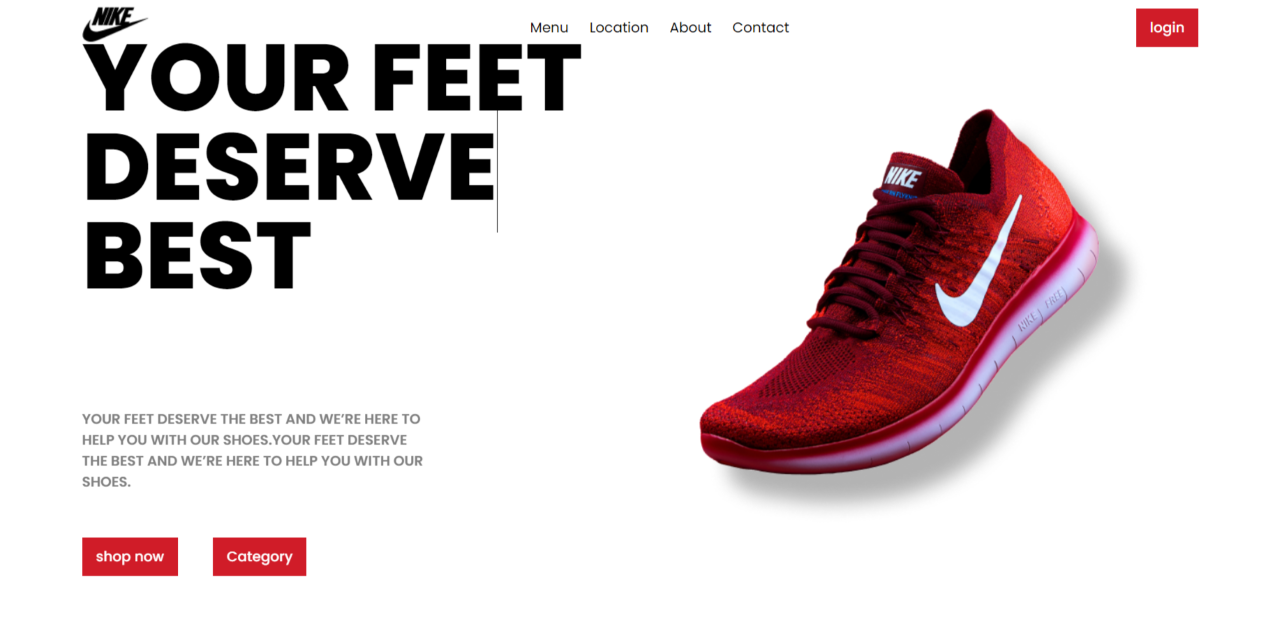 NIKE
Menu Location About Contact
login
YOUR FEET
DESERVE
BEST
YOUR FEET DESERVE THE BEST AND WE’RE HERE TO
HELP YOU WITH OUR SHOES.YOUR FEET DESERVE
THE BEST AND WE’RE HERE TO HELP YOU WITH OUR
SHOES.
shop now
Category
NIKE
NIKE FREE